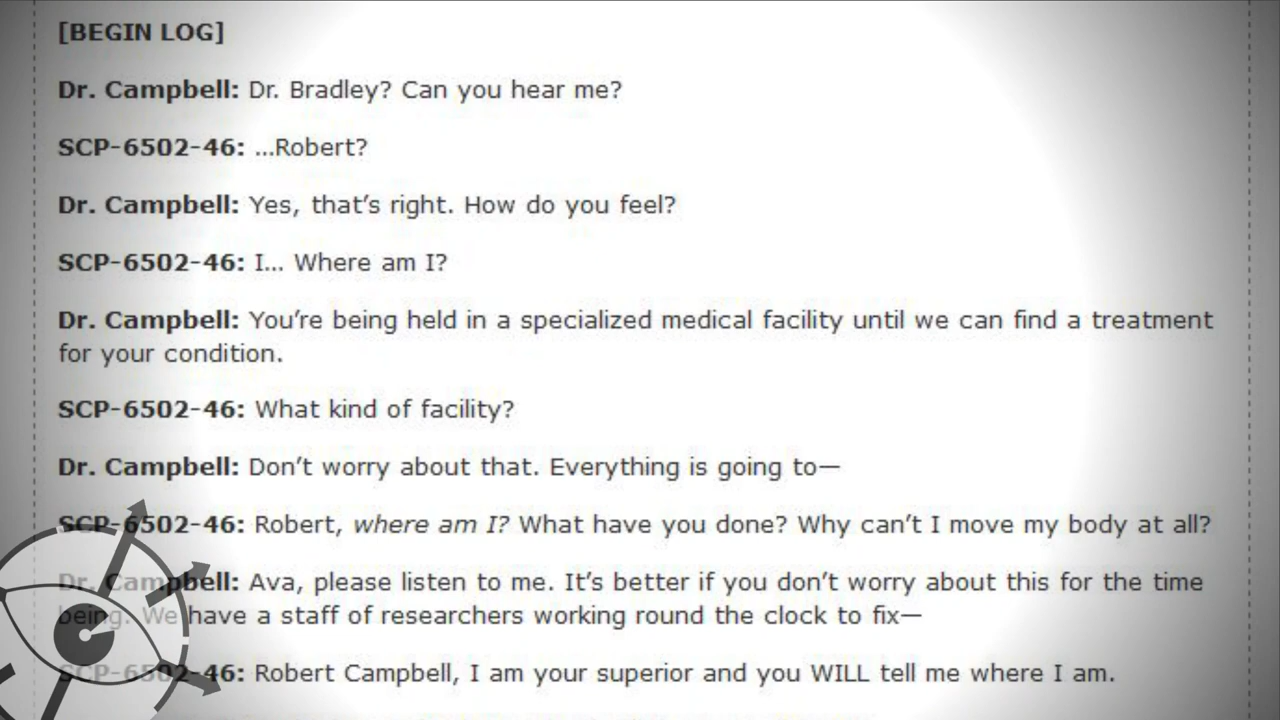 [BEGIN LOG]
Dr. Campbell: Dr. Bradley? Can you hear me?
SCP-6502-46: …Robert?
Dr. Campbell: Yes, that’s right. How do you feel?
SCP-6502-46: I… Where am I?
Dr. Campbell: You’re being held in a specialized medical facility until we can find a treatment
for your condition.
SCP-6502-46: What kind of facility?
Dr. Campbell: Don’t worry about that. Everything is going to—
SCP-6502-46: Robert, where am I? What have you done? Why can’t I move my body at all?
Dr. Campbell: Ava, please listen to me. It’s better if you don’t worry about this for the time
being. We have a staff of researchers working round the clock to fix—
SCP-6502-46: Robert Campbell, I am your superior and you WILL tell me where I am.